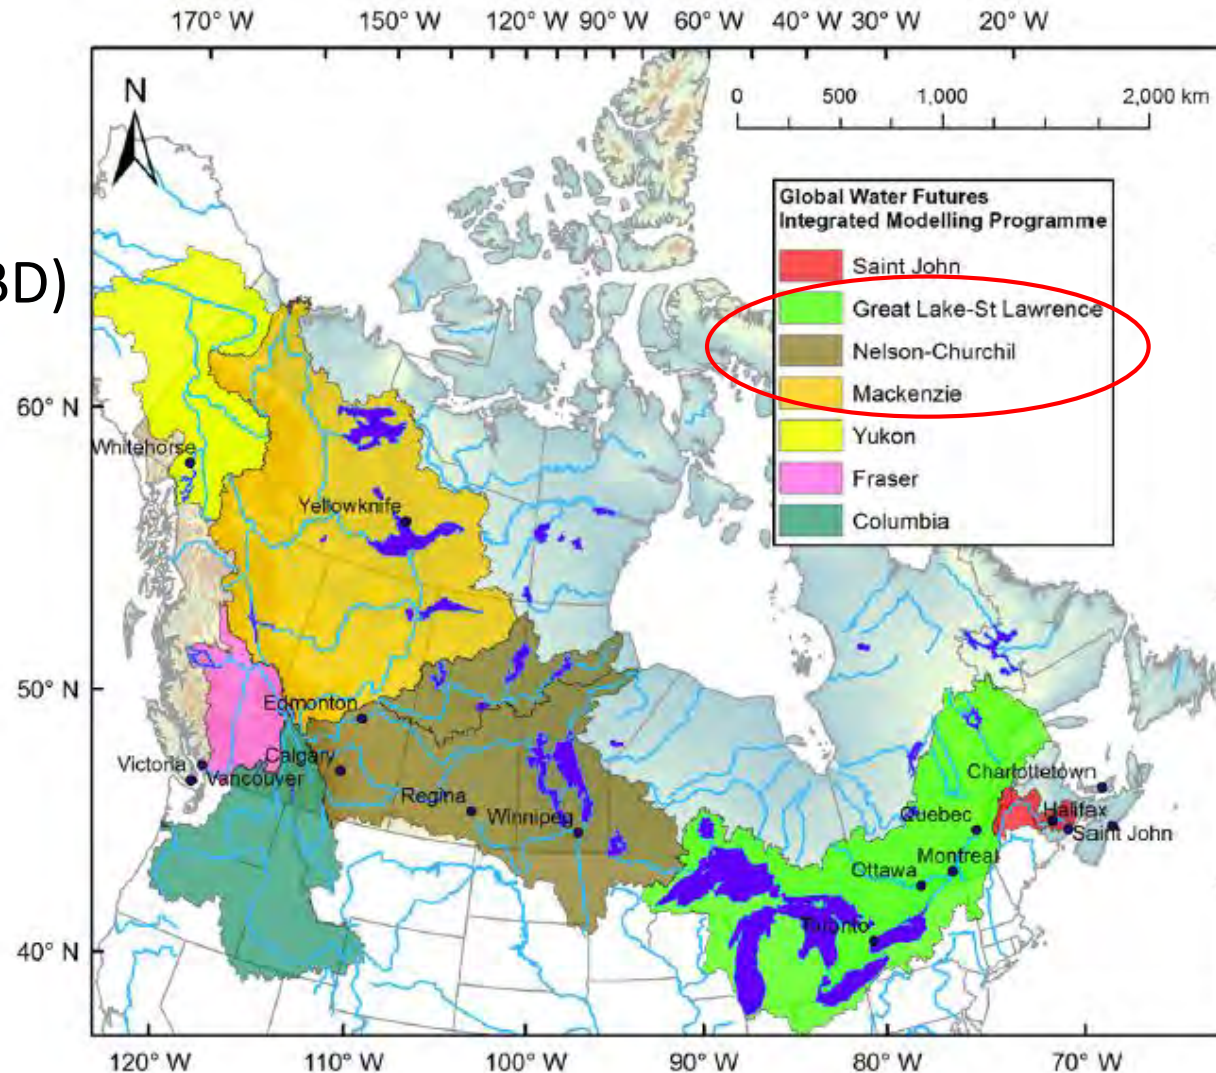 170° W 150° W 120° W 90° W 60° W 40° W 30° W 20° W
N
0 500 1,000 2,000 km
Global Water Futures
Integrated Modelling Programme
Saint John
Great Lake-St Lawrence
Nelson-Churchil
Mackenzie
Yukon
Fraser
Columbia
BD)
60° N
Whitehorse
Yellowknife
50° N
Edmonton
Calgary
Victoria
Vancouver
Regina
Winnipeg
Charlottetown
Halifax
Quebec
Saint John
Montreal
Ottawa
Toronto
40° N
120° W 110° W 100° W 90° W 80° W 70° W